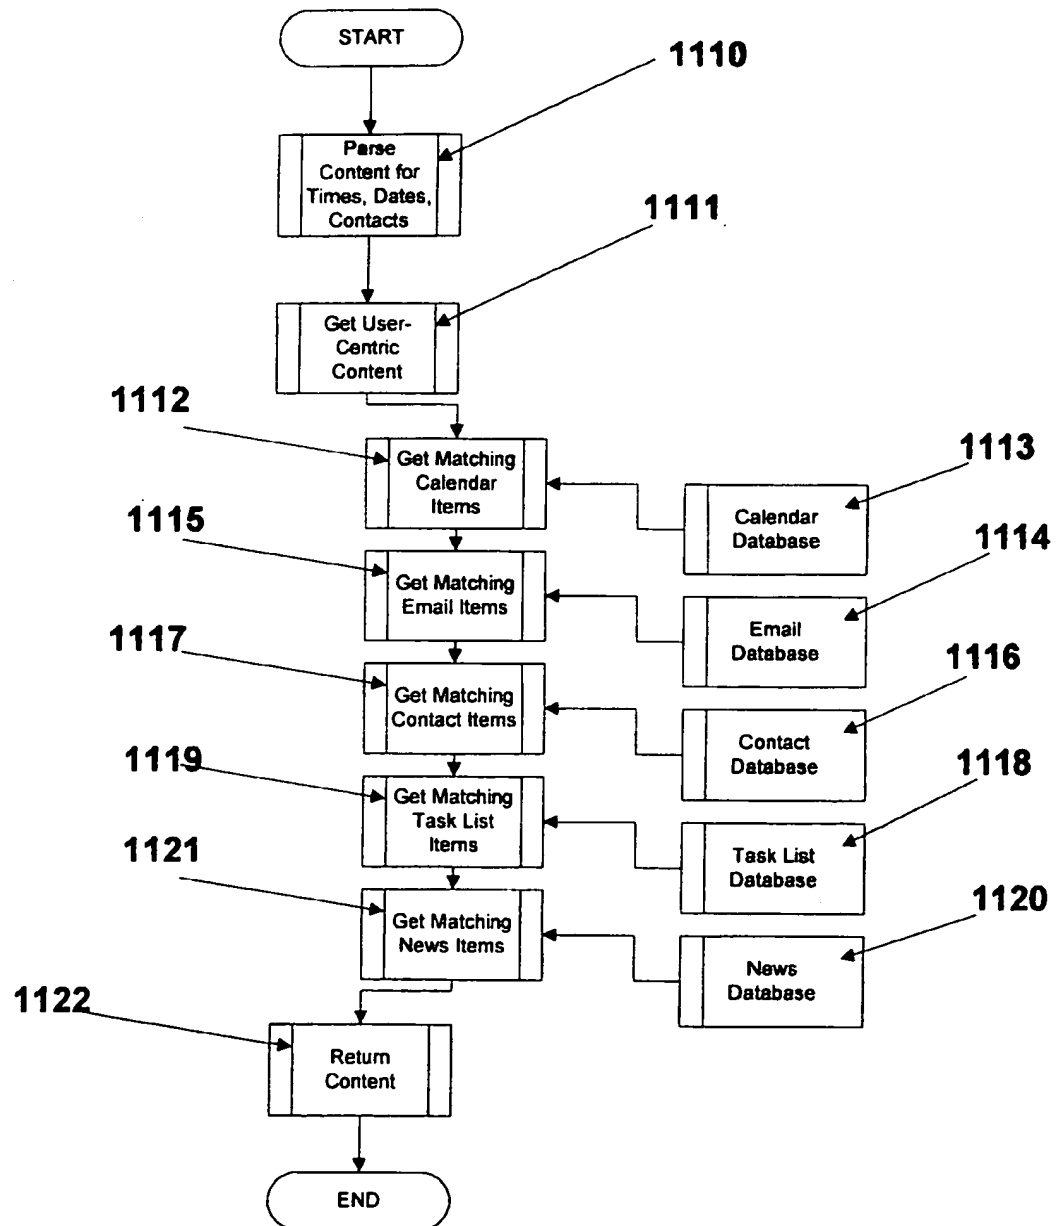 START
1110
Parse
Content for
Times, Dates,
Contacts
1111
Get User-
Centric
Content
1112
Get Matching
Calendar
Items
1113
Calendar
Database
1115
Get Matching
Email Items
1114
Email
Database
1117
Get Matching
Contact Items
1116
Contact
Database
1119
Get Matching
Task List
Items
1118
Task List
Database
1121
Get Matching
News Items
1120
News
Database
1122
Return
Content
END